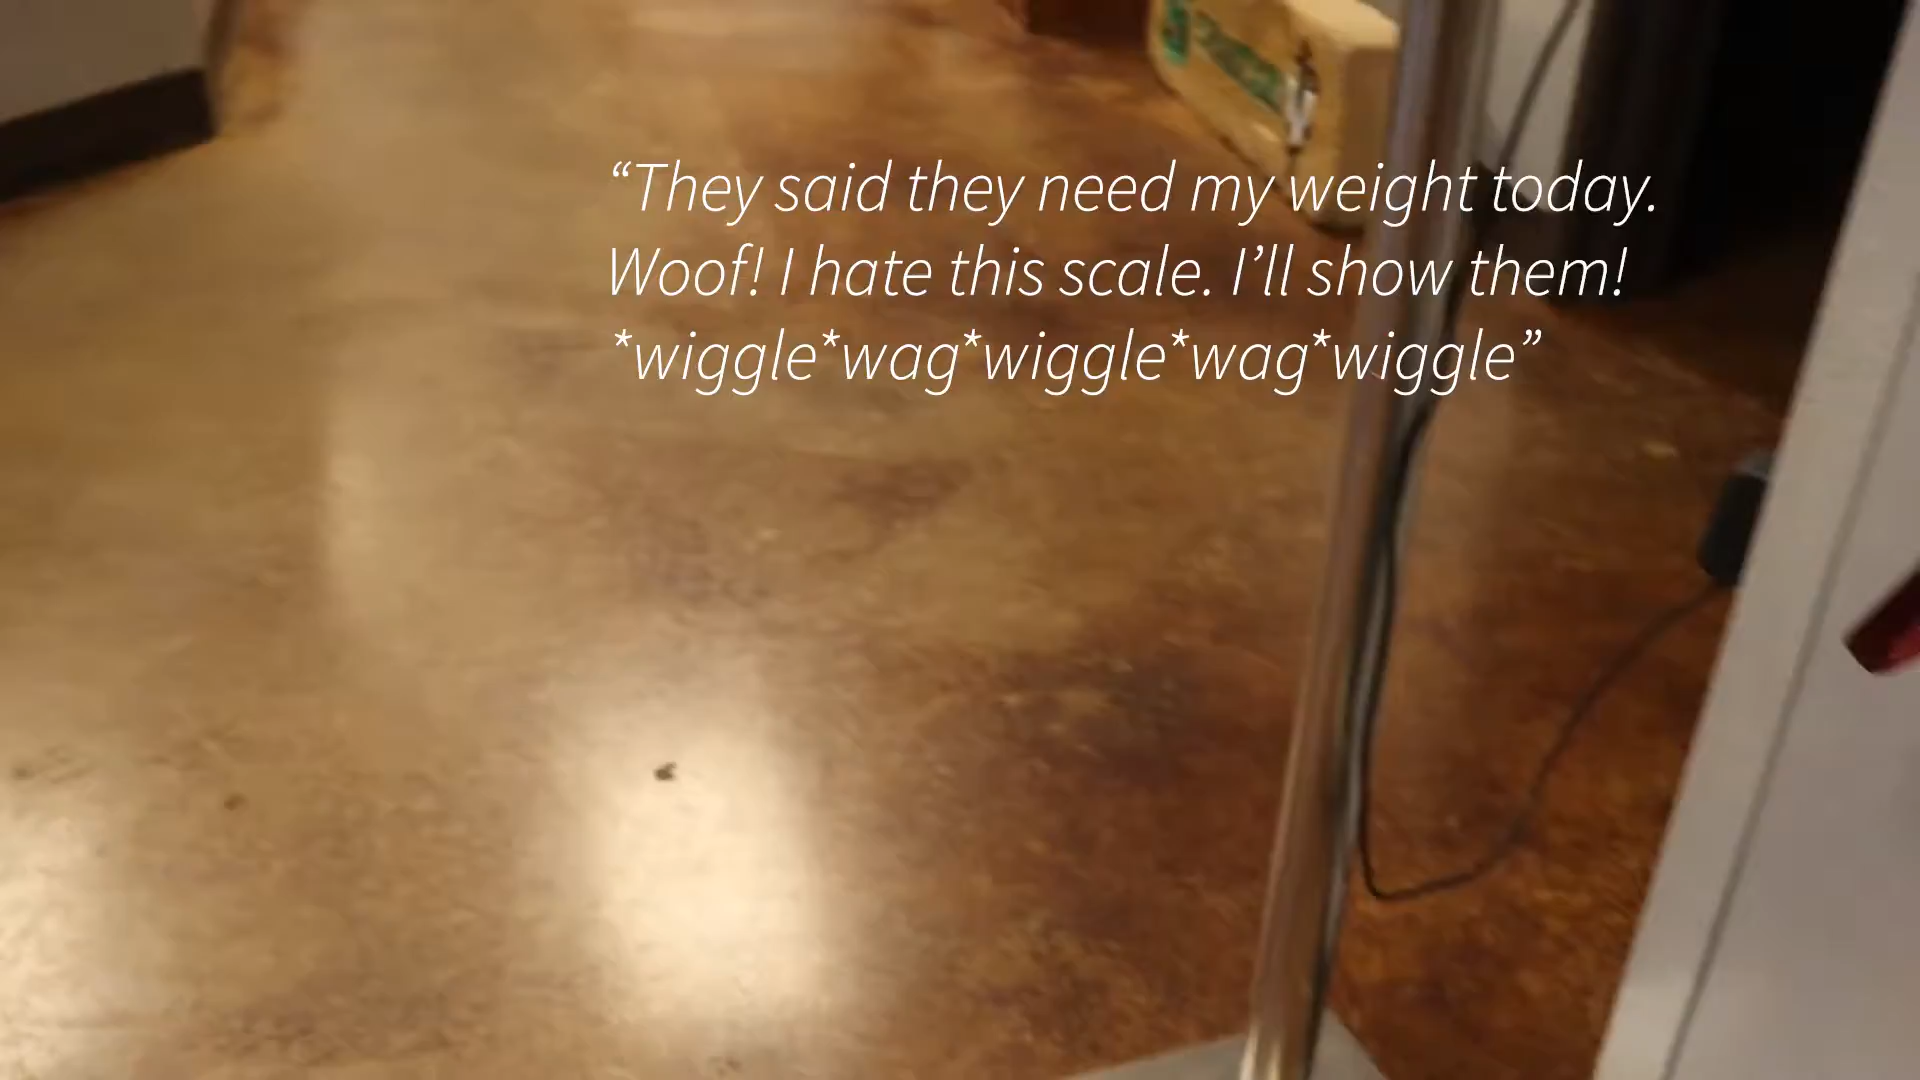 “They said they need my weight today.
Woof! I hate this scale. I’ll show them!
*wiggle*wag*wiggle*wag*wiggle”